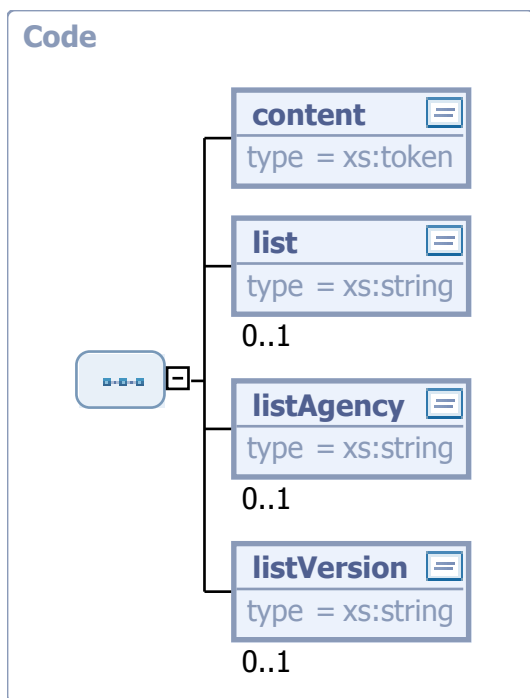 Code
content
type = xs:token
list
type = xs:string
0..1
listAgency
type = xs:string
0..1
listVersion
type = xs:string
0..1